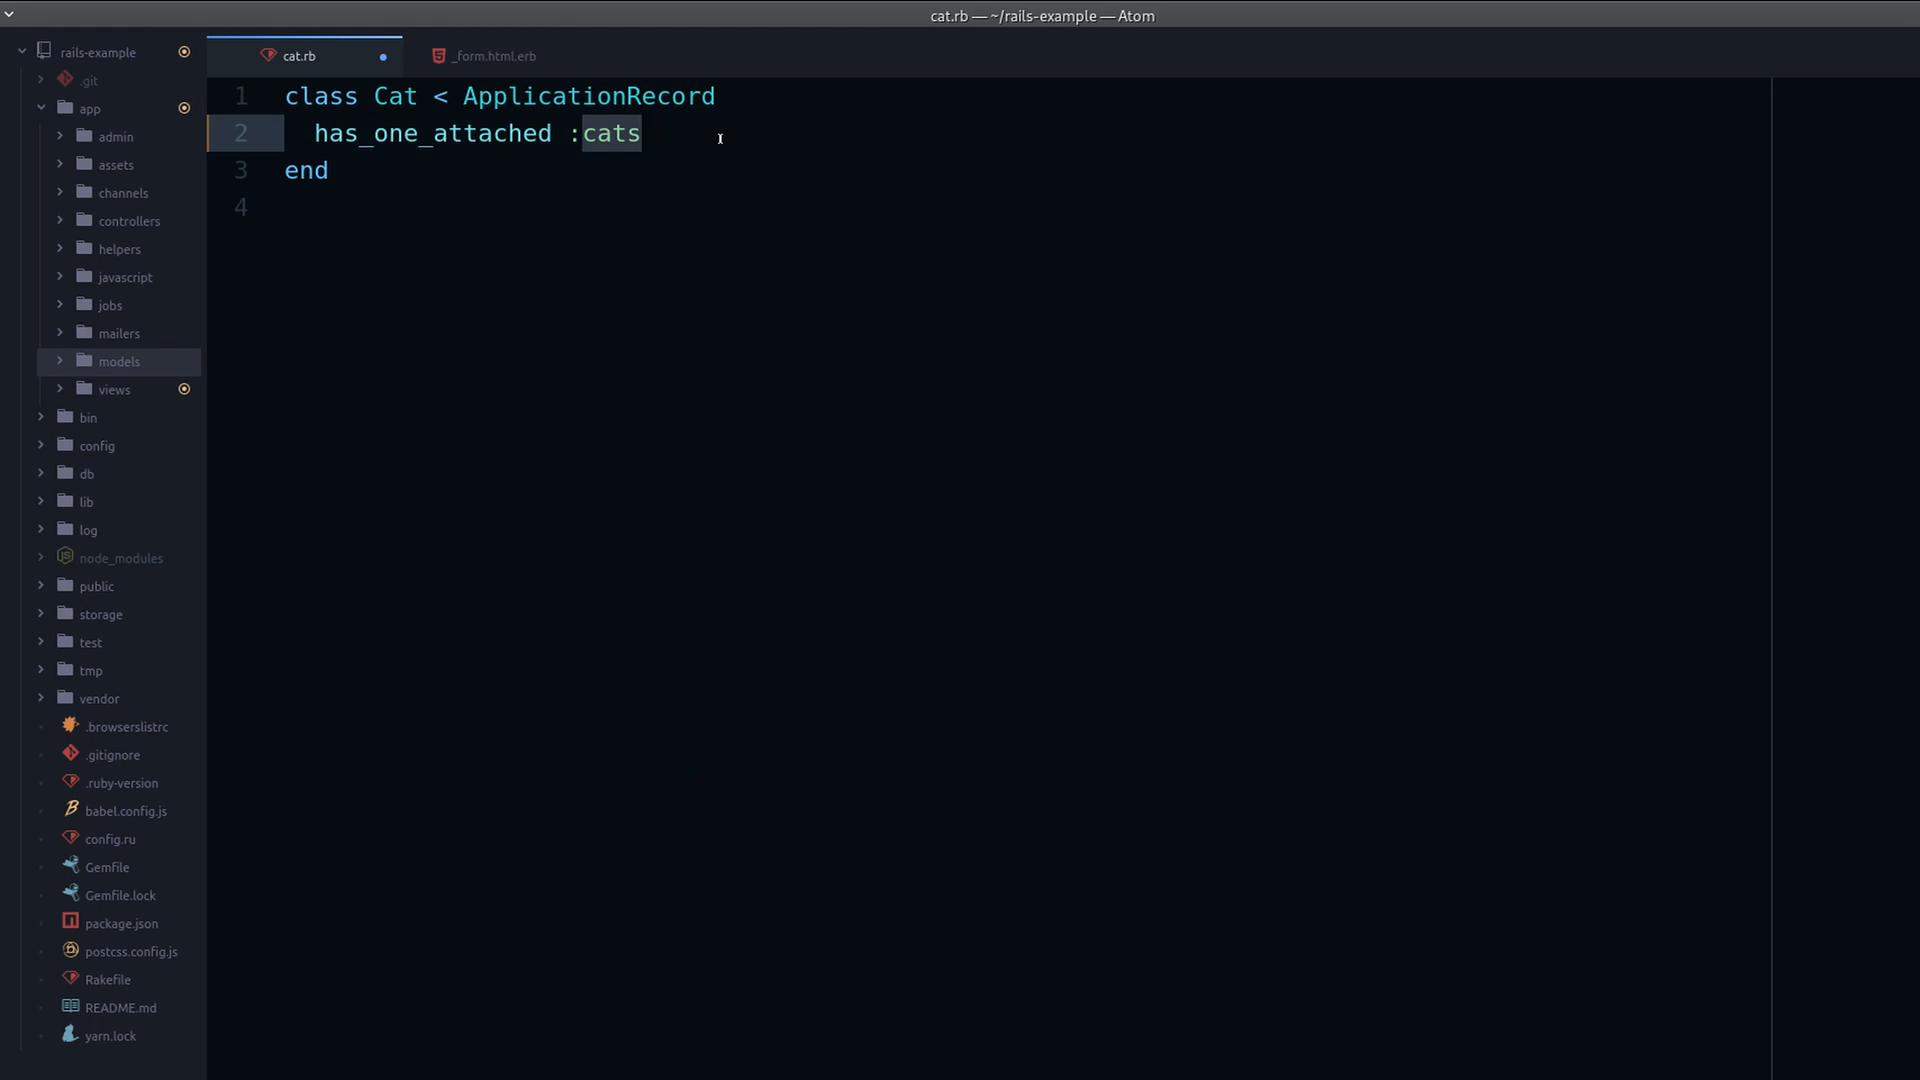 cat.rb — ~/rails-example — Atom
rails-example
.git
app
admin
assets
channels
controllers
helpers
javascript
jobs
mailers
models
views
bin
config
db
lib
log
node_modules
public
storage
test
tmp
vendor
.browserslistrc
.gitignore
.ruby-version
babel.config.js
config.ru
Gemfile
Gemfile.lock
package.json
postcss.config.js
Rakefile
README.md
yarn.lock
cat.rb
_form.html.erb
1 class Cat < ApplicationRecord
2 has_one_attached :cats
3 end
4